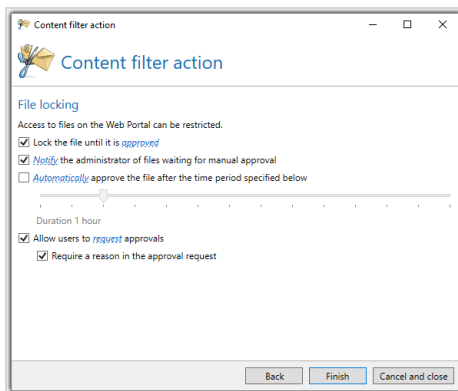 Content filter action
Content filter action
File locking
Access to files on the Web Portal can be restricted.
Lock the file until it is approved
Notify the administrator of files waiting for manual approval
Automatically approve the file after the time period specified below
Duration 1 hour
Allow users to request approvals
Require a reason in the approval request
Back Finish Cancel and close